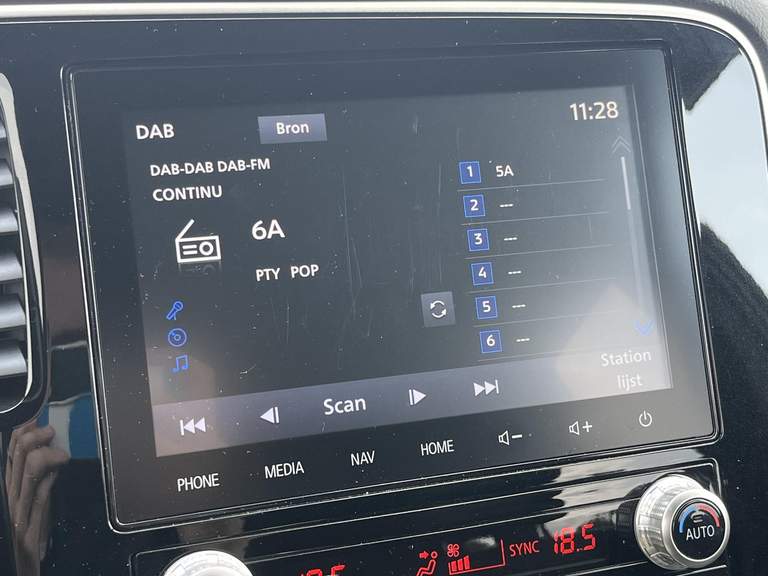 DAB
Bron
11:28
DAB-DAB DAB-FM
CONTINU
6A
PTY POP
1 5A
2 ---
3 ---
4 ---
5 ---
6 ---
Scan
Station
lijst
PHONE
MEDIA
NAV
HOME
SYNC 18.5
AUTO